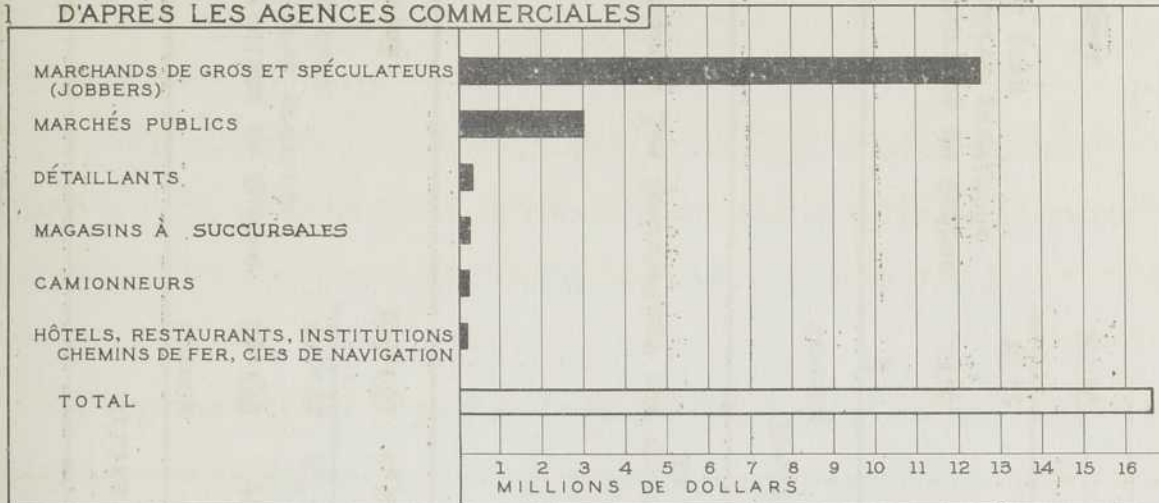 1 D'APRÈS LES AGENCES COMMERCIALES
MARCHANDS DE GROS ET SPÉCULATEURS
(JOBBERS)
MARCHÉS PUBLICS
DÉTAILLANTS
MAGASINS À SUCCURSALES
CAMIONNEURS
HÔTELS, RESTAURANTS, INSTITUTIONS
CHEMINS DE FER, CIES DE NAVIGATION
TOTAL
1 2 3 4 5 6 7 8 9 10 11 12 13 14 15 16
MILLIONS DE DOLLARS